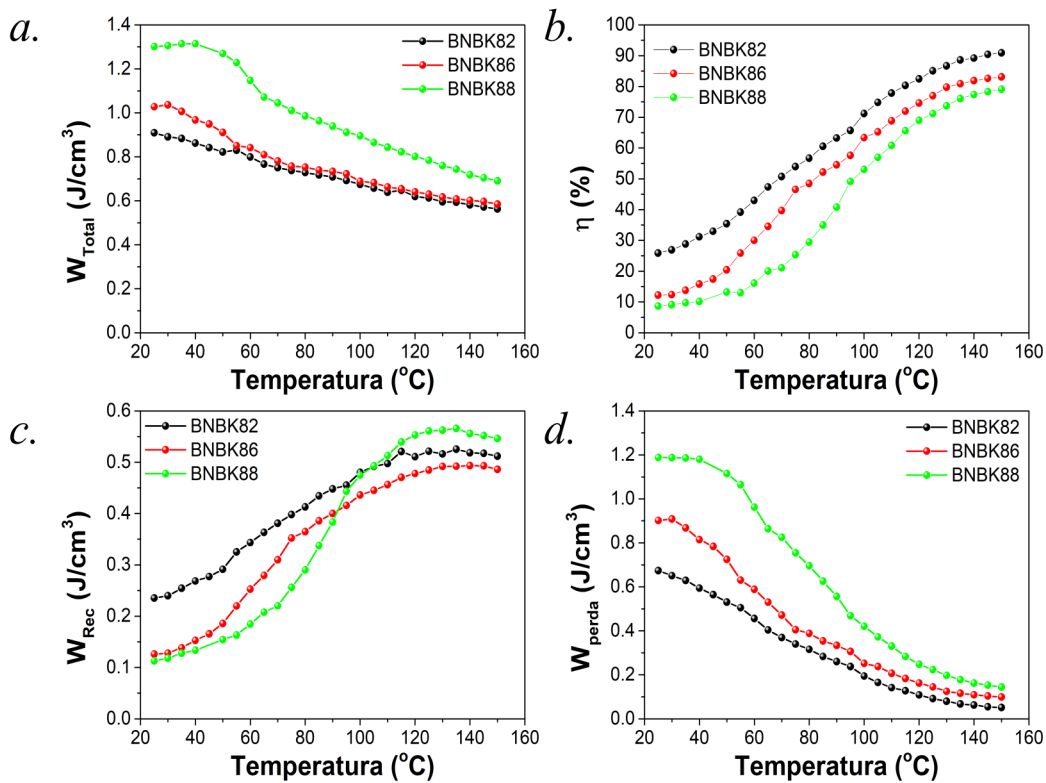 a.
W_Total (J/cm³)
1.4
1.2
1.0
0.8
0.6
0.4
0.2
0.0
BNBK82
BNBK86
BNBK88
20 40 60 80 100 120 140 160
Temperatura (°C)
b.
η (%)
100
90
80
70
60
50
40
30
20
10
0
BNBK82
BNBK86
BNBK88
20 40 60 80 100 120 140 160
Temperatura (°C)
c.
W_Rec (J/cm³)
0.6
0.5
0.4
0.3
0.2
0.1
0.0
BNBK82
BNBK86
BNBK88
20 40 60 80 100 120 140 160
Temperatura (°C)
d.
W_perda (J/cm³)
1.4
1.2
1.0
0.8
0.6
0.4
0.2
0.0
BNBK82
BNBK86
BNBK88
20 40 60 80 100 120 140 160
Temperatura (°C)